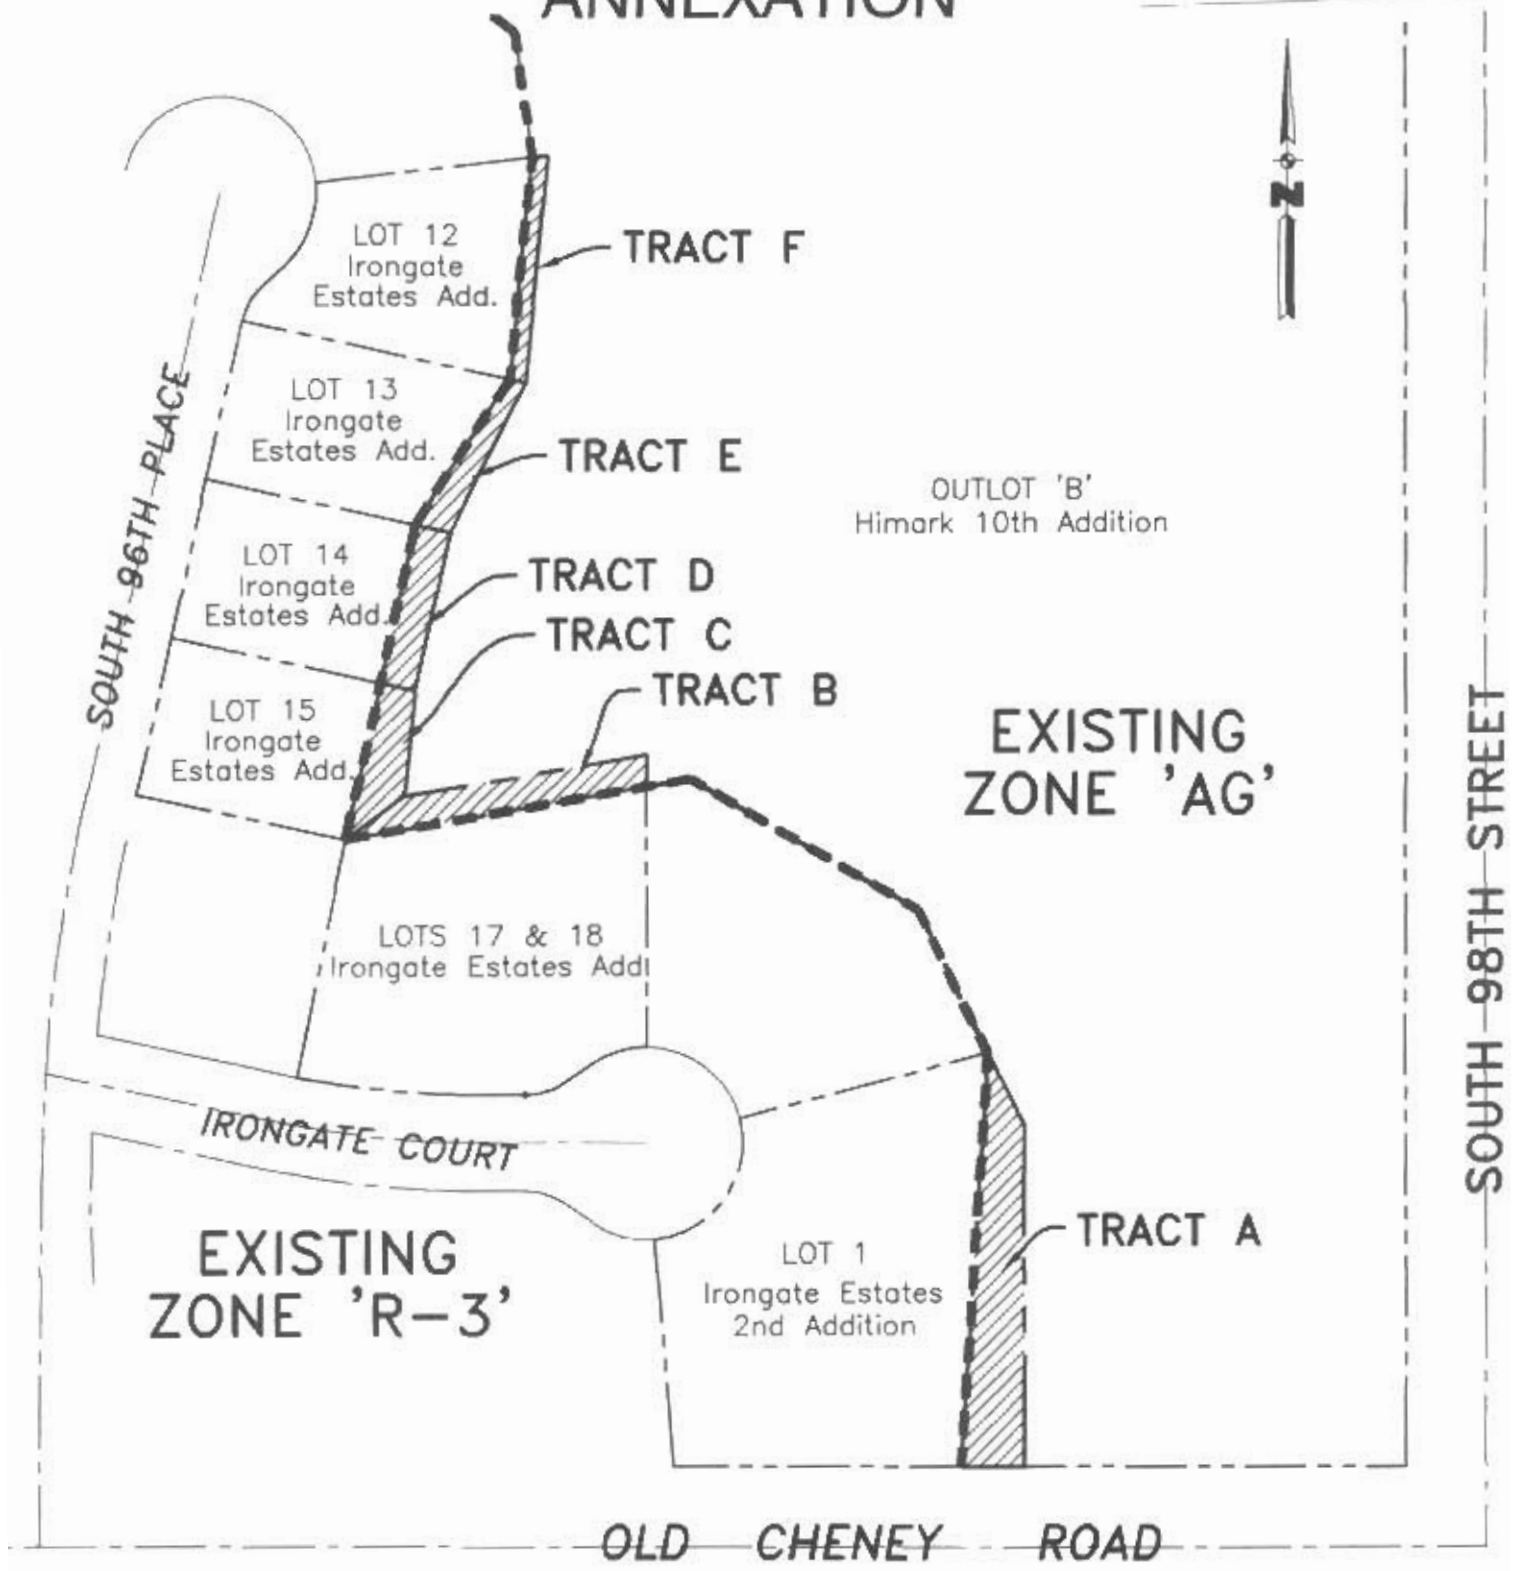 ANNEXATION
N
LOT 12
Irongate
Estates Add.
TRACT F
LOT 13
Irongate
Estates Add.
TRACT E
OUTLOT 'B'
Himark 10th Addition
LOT 14
Irongate
Estates Add.
TRACT D
TRACT C
TRACT B
SOUTH 96TH PLACE
LOT 15
Irongate
Estates Add.
EXISTING
ZONE 'AG'
SOUTH 98TH STREET
LOTS 17 & 18
Irongate Estates Add
IRONGATE COURT
TRACT A
EXISTING
ZONE 'R-3'
LOT 1
Irongate Estates
2nd Addition
OLD CHENEY ROAD